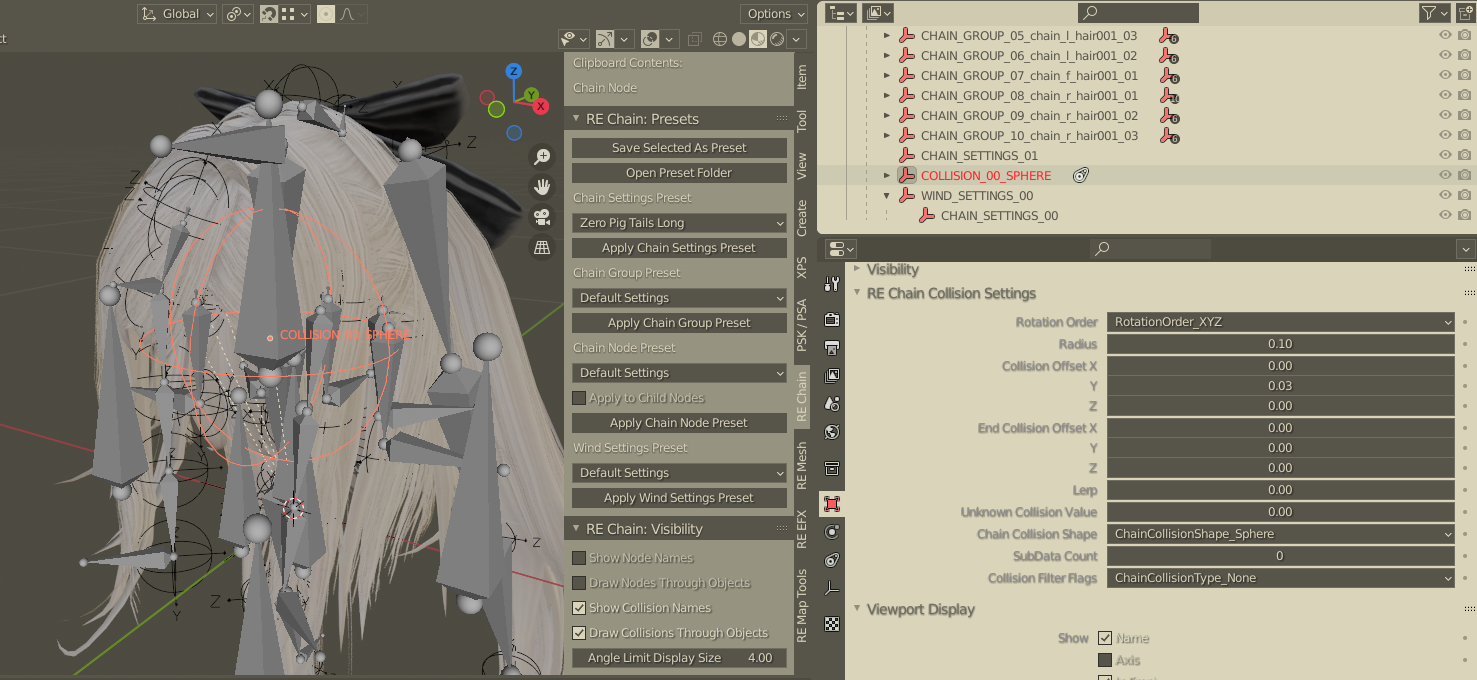 Global
Options
ct
Z
Y
X
COLLISION_00_SPHERE
X
Y
Z
Z
Z
Z
Z
Y
Y
Clipboard Contents:
Chain Node
RE Chain: Presets
Save Selected As Preset
Open Preset Folder
Chain Settings Preset
Zero Pig Tails Long
Apply Chain Settings Preset
Chain Group Preset
Default Settings
Apply Chain Group Preset
Chain Node Preset
Default Settings
Apply to Child Nodes
Apply Chain Node Preset
Wind Settings Preset
Default Settings
Apply Wind Settings Preset
RE Chain: Visibility
Show Node Names
Draw Nodes Through Objects
Show Collision Names
Draw Collisions Through Objects
Angle Limit Display Size 4.00
Item
Tool
View
Create
XPS
PSK / PSA
RE Chain
RE Mesh
RE EFX
RE Map Tools
CHAIN_GROUP_05_chain_l_hair001_03 6
CHAIN_GROUP_06_chain_l_hair001_02 6
CHAIN_GROUP_07_chain_f_hair001_01 6
CHAIN_GROUP_08_chain_r_hair001_01
CHAIN_GROUP_09_chain_r_hair001_02 6
CHAIN_GROUP_10_chain_r_hair001_03 6
CHAIN_SETTINGS_01
COLLISION_00_SPHERE
WIND_SETTINGS_00
CHAIN_SETTINGS_00
Visibility
RE Chain Collision Settings
Rotation Order RotationOrder_XYZ
Radius 0.10
Collision Offset X 0.00
Y 0.03
Z 0.00
End Collision Offset X 0.00
Y 0.00
Z 0.00
Lerp 0.00
Unknown Collision Value 0.00
Chain Collision Shape ChainCollisionShape_Sphere
SubData Count 0
Collision Filter Flags ChainCollisionType_None
Viewport Display
Show Name
Axis